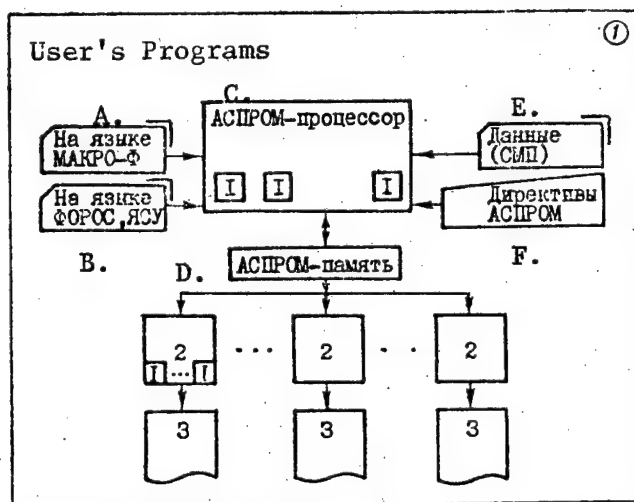 ①
User's Programs
A.
На языке
МАКРО-Ф
На языке
ФОРОС, ЯСУ
B.
C.
АСПРОМ-процессор
I I I
E.
Данные
(СМП)
Директивы
АСПРОМ
F.
D.
АСПРОМ-память
2 ... 2 .. 2
I ... I
3 3 3